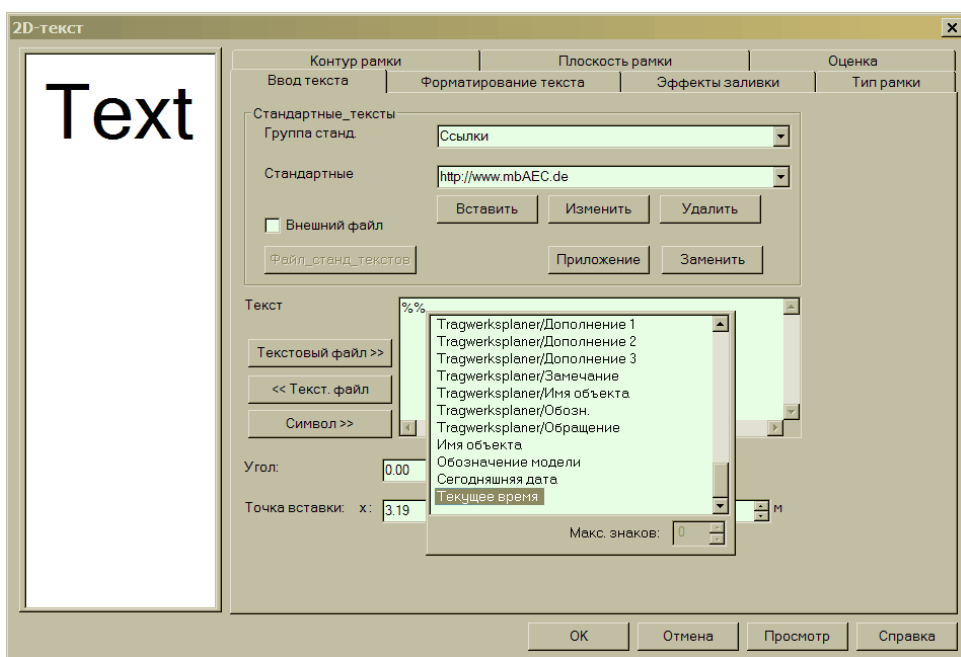 2D-текст
Text
Контур рамки Плоскость рамки Оценка
Ввод текста Форматирование текста Эффекты заливки Тип рамки
Стандартные_тексты
Группа станд. Ссылки
Стандартные http://www.mbAEC.de
Вставить Изменить Удалить
Внешний файл
Файл_станд_текстов Приложение Заменить
Текст %%
Tragwerksplaner/Дополнение 1
Tragwerksplaner/Дополнение 2
Текстовый файл >> Tragwerksplaner/Дополнение 3
Tragwerksplaner/Замечание
<< Текст. файл Tragwerksplaner/Имя объекта
Tragwerksplaner/Обозн.
Символ >> Tragwerksplaner/Обращение
Имя объекта
Угол: 0.00 Обозначение модели
Сегодняшняя дата
Текущее время
Точка вставки: x: 3.19 м
Макс. знаков: 0
OK Отмена Просмотр Справка